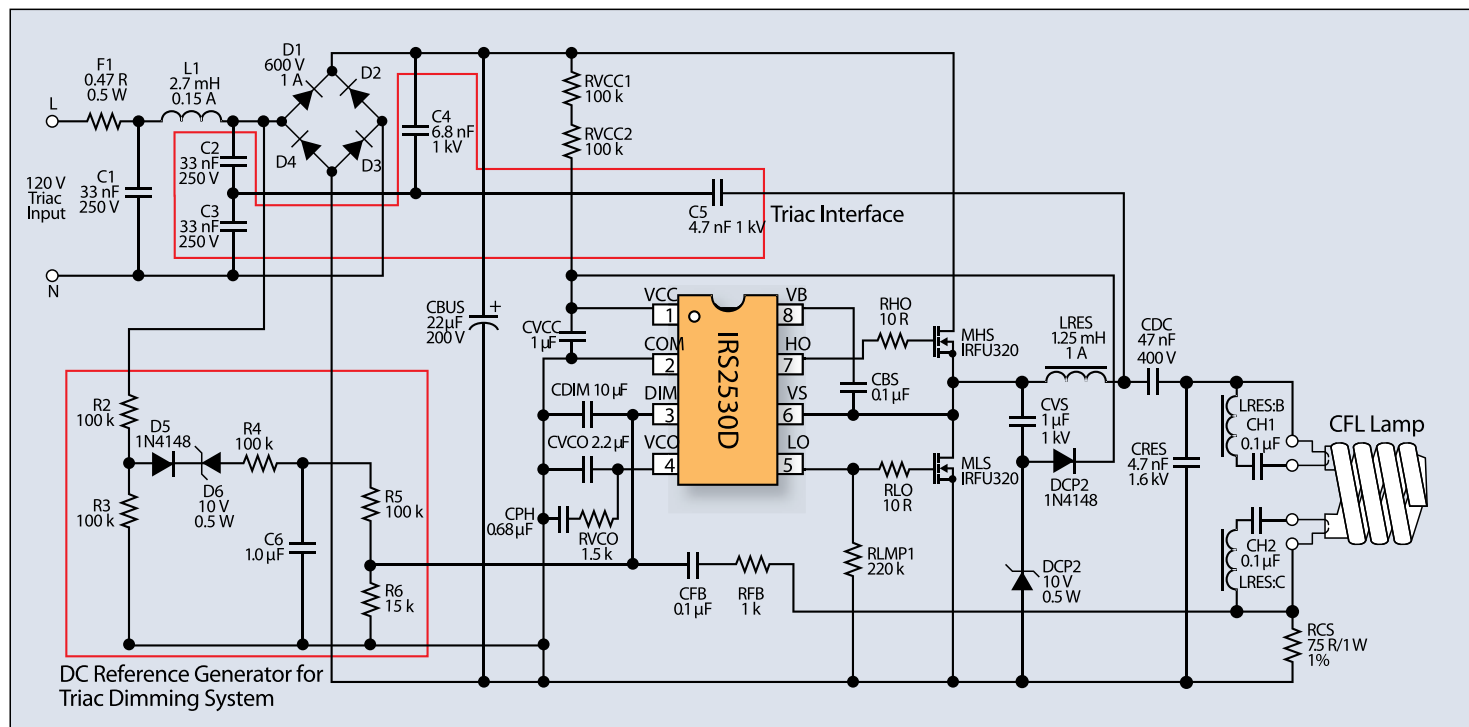 F1
0.47 R
0.5 W
L1
2.7 mH
0.15 A
D1
600 V
1 A
D2
D4
D3
L
120 V
Triac
Input
N
C1
33 nF
250 V
C2
33 nF
250 V
C3
33 nF
250 V
C4
6.8 nF
1 kV
C5
4.7 nF 1 kV
Triac Interface
RVCC1
100 k
RVCC2
100 k
CBUS
22 µF
200 V
+
CVCC
1 µF
VCC
1
COM
2
DIM
3
VCO
4
IRS2530D
VB
8
HO
7
VS
6
LO
5
CDIM 10 µF
CVCO 2.2 µF
CPH
0.68 µF
RVCO
1.5 k
RHO
10 R
MHS
IRFU320
CBS
0.1 µF
RLO
10 R
MLS
IRFU320
RLMP1
220 k
LRES
1.25 mH
1 A
CDC
47 nF
400 V
CVS
1 µF
1 kV
DCP2
1N4148
DCP2
10 V
0.5 W
CRES
4.7 nF
1.6 kV
LRES:B
CH1
0.1 µF
CFL Lamp
CH2
0.1 µF
LRES:C
RCS
7.5 R/1 W
1%
CFB
0.1 µF
RFB
1 k
R2
100 k
D5
1N4148
R4
100 k
D6
10 V
0.5 W
R3
100 k
C6
1.0 µF
R5
100 k
R6
15 k
DC Reference Generator for
Triac Dimming System